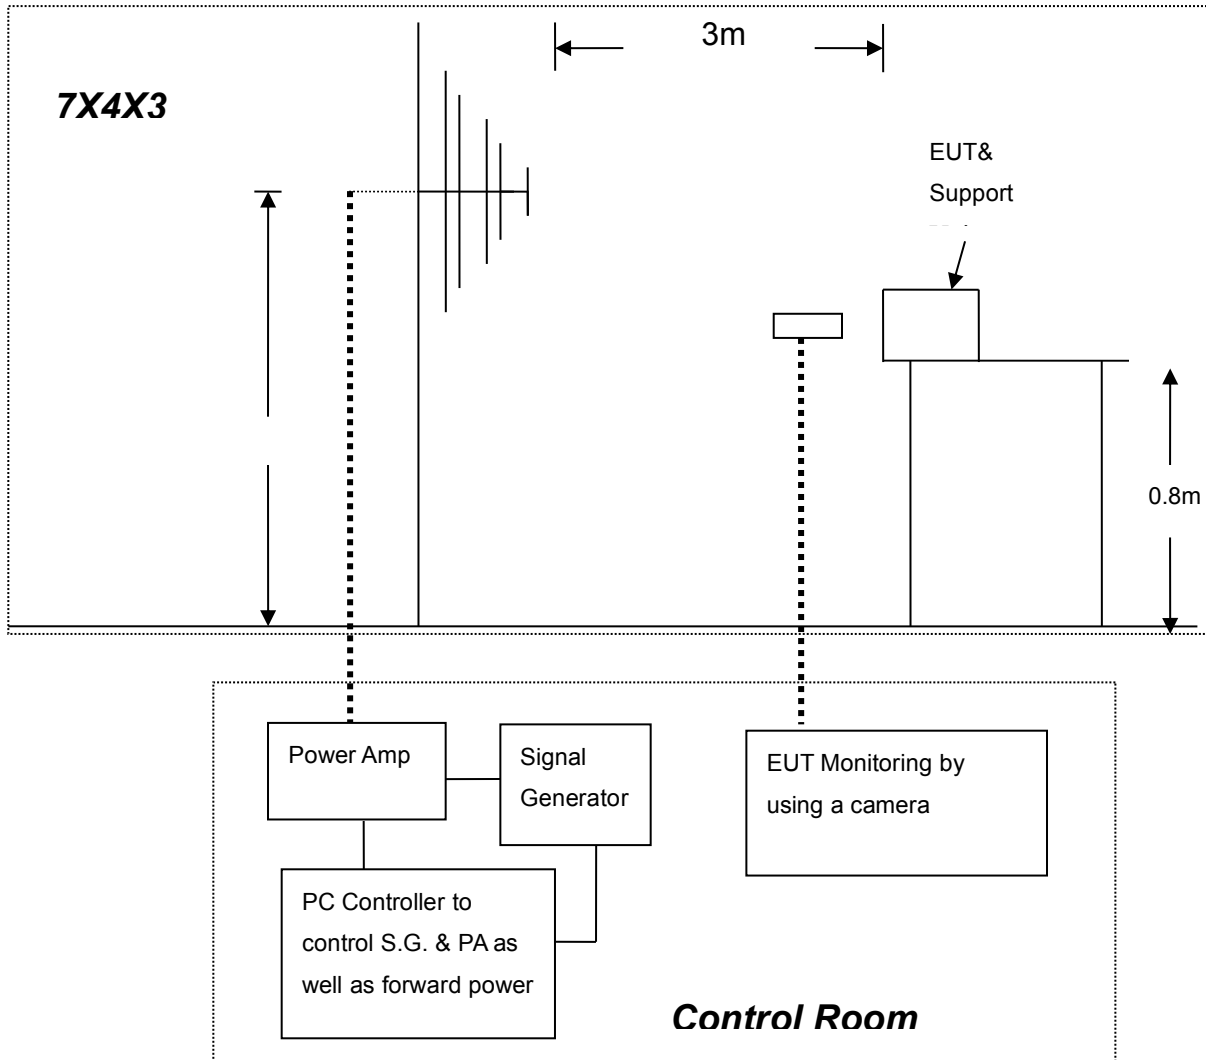 3m
7X4X3
EUT&
Support
0.8m
Power Amp
Signal
Generator
EUT Monitoring by
using a camera
PC Controller to
control S.G. & PA as
well as forward power
Control Room